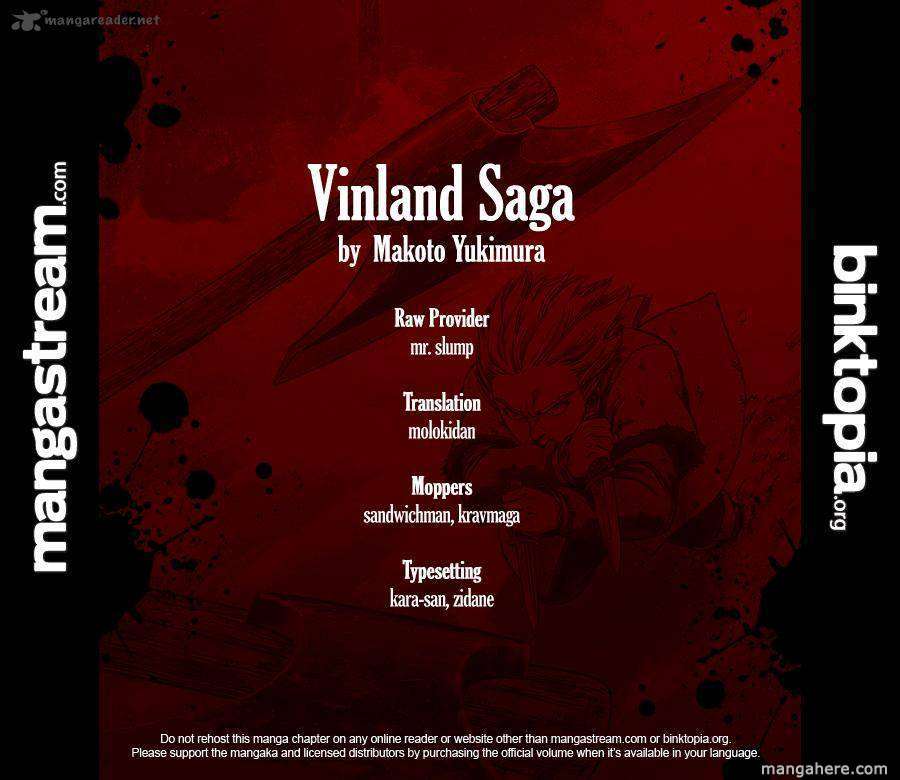 mangareader.net
mangastream.com
Vinland Saga
by Makoto Yukimura
Raw Provider
mr. slump
Translation
molokidan
Moppers
sandwichman, kravmaga
Typesetting
kara-san, zidane
binktopia.org
Do not rehost this manga chapter on any online reader or website other than mangastream.com or binktopia.org.
Please support the mangaka and licensed distributors by purchasing the official volume when it's available in your language.
mangahere.com